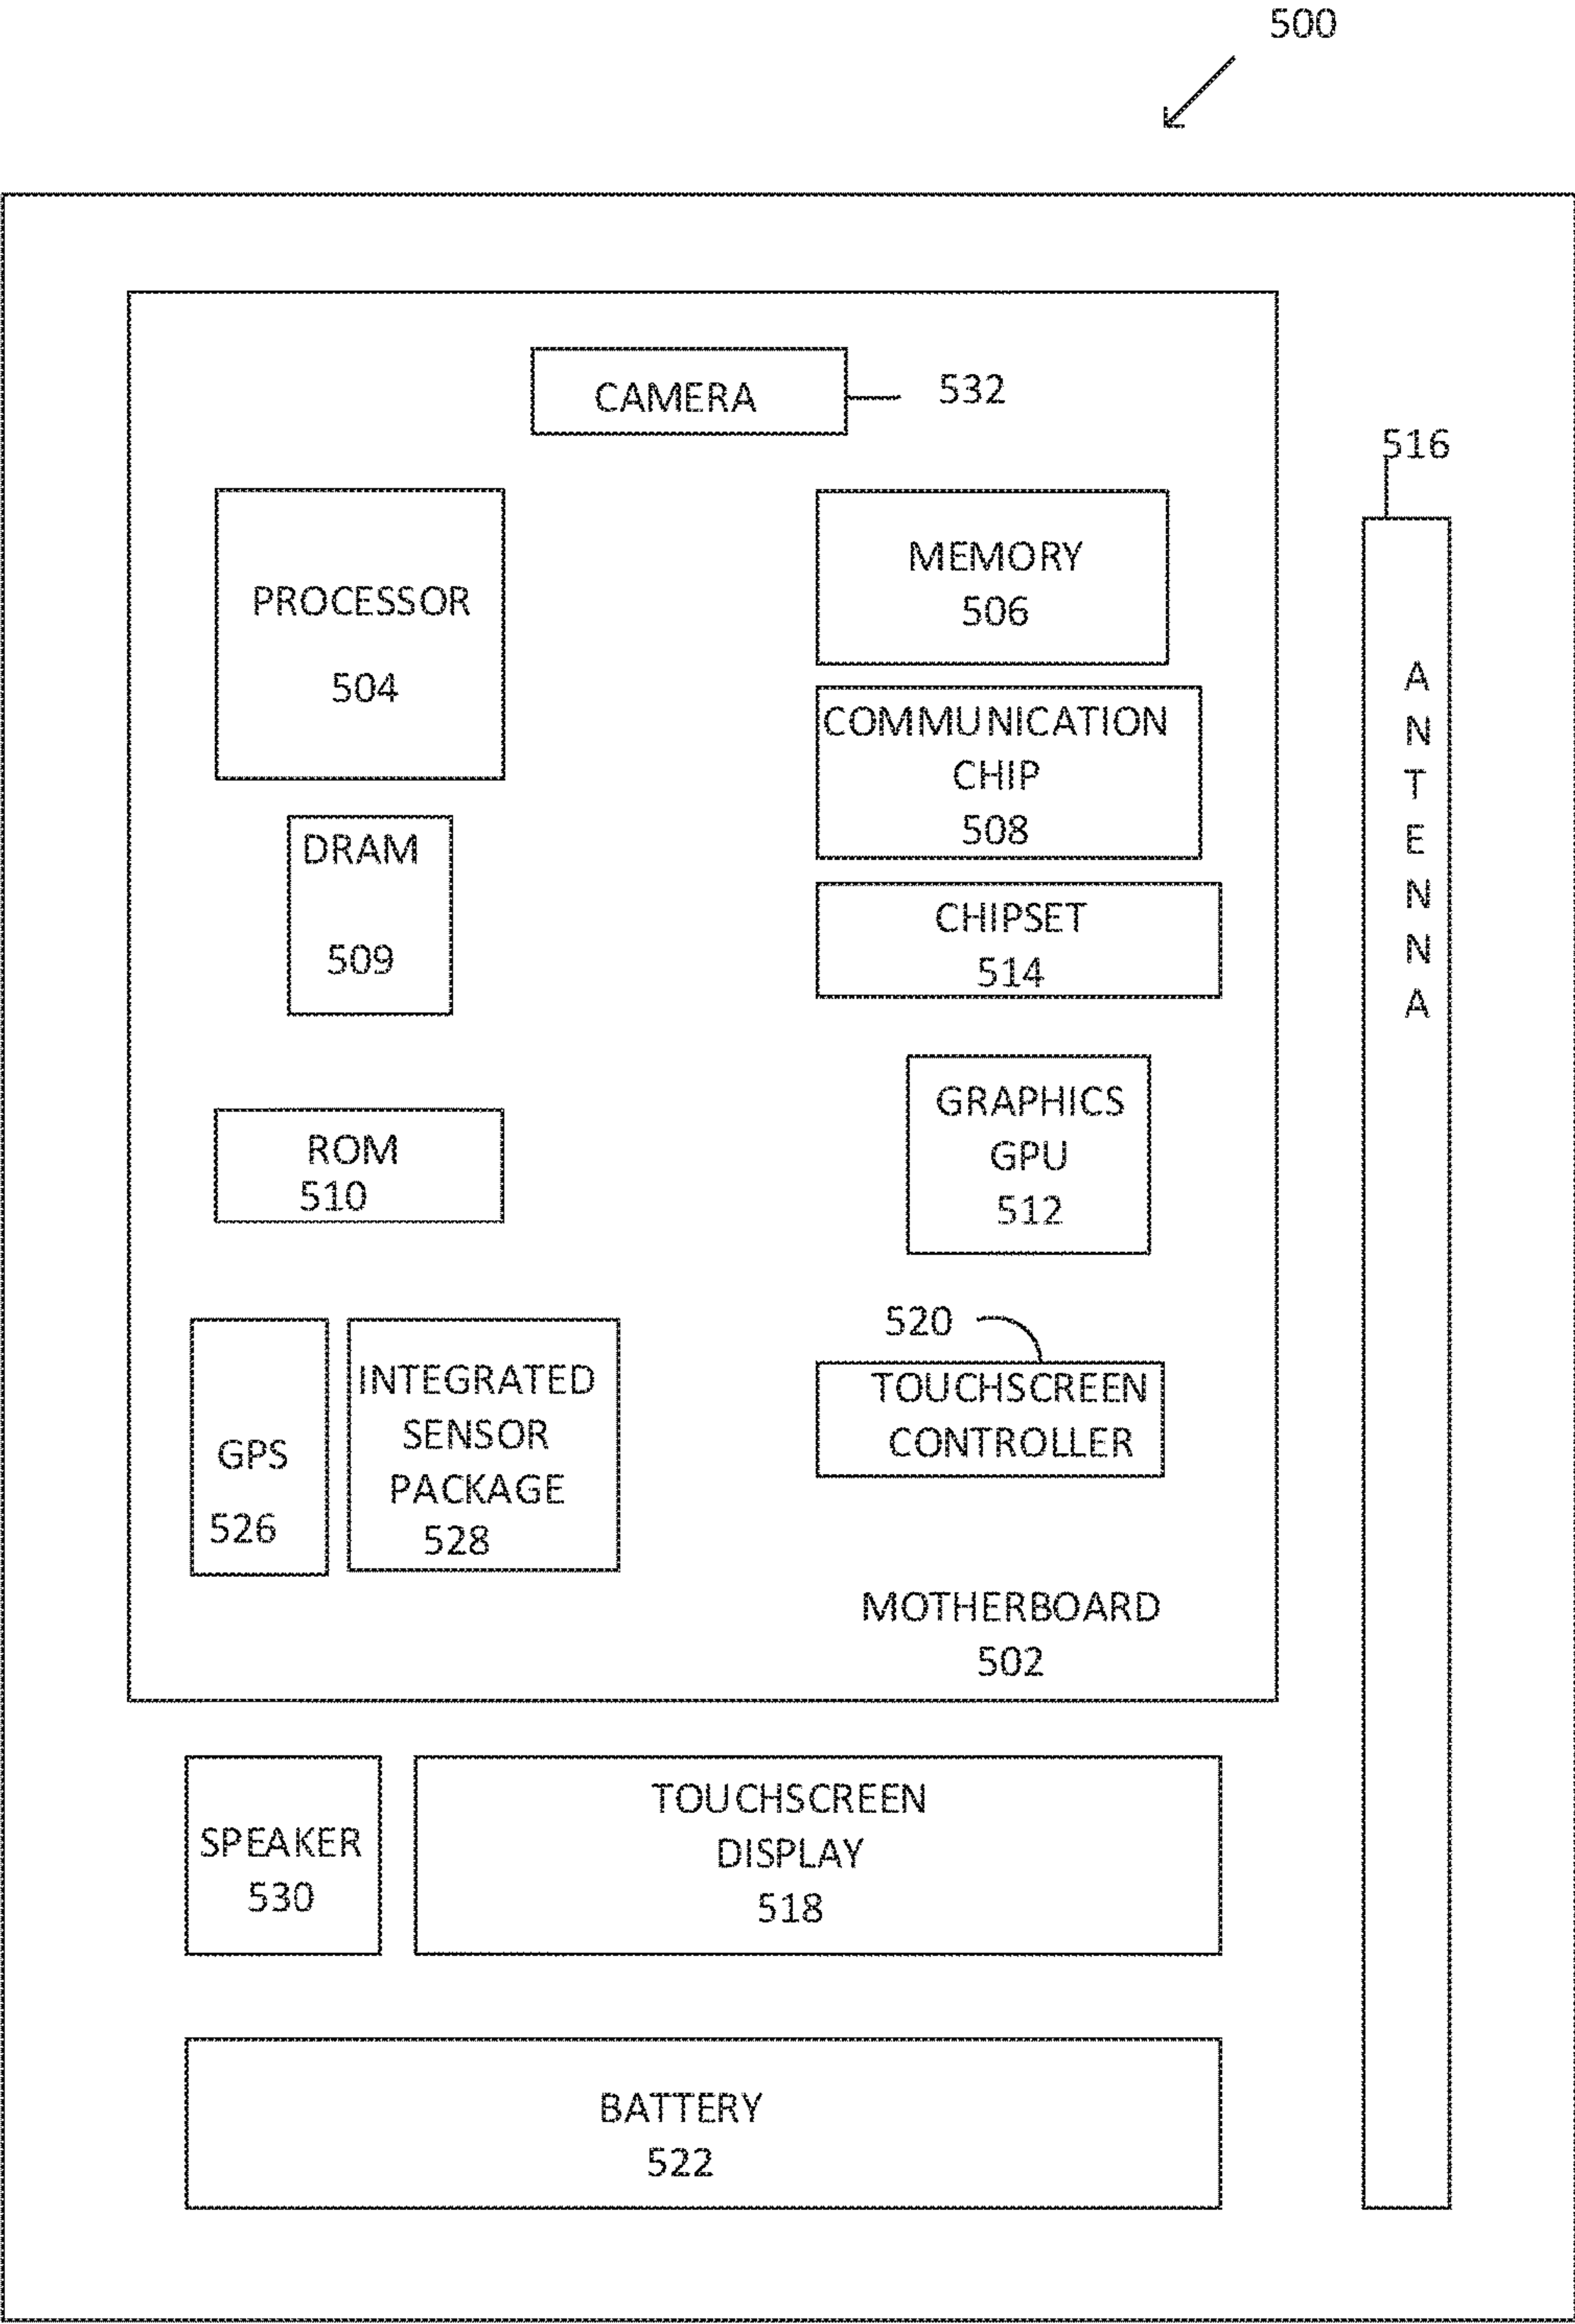 500
CAMERA
532
516
PROCESSOR
504
MEMORY
506
COMMUNICATION
CHIP
508
DRAM
509
CHIPSET
514
ANTENNA
ROM
510
GRAPHICS
GPU
512
GPS
526
INTEGRATED
SENSOR
PACKAGE
528
520
TOUCHSCREEN
CONTROLLER
MOTHERBOARD
502
SPEAKER
530
TOUCHSCREEN
DISPLAY
518
BATTERY
522